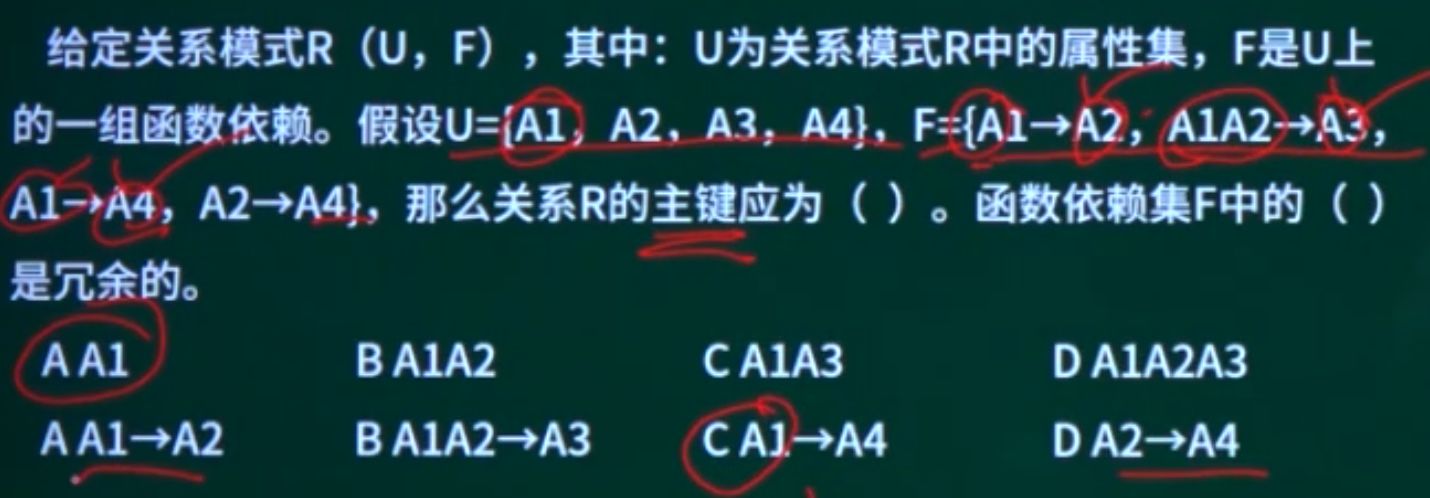 给定关系模式R（U，F），其中：U为关系模式R中的属性集，F是U上
的一组函数依赖。假设U={A1，A2，A3，A4}，F={A1→A2，A1A2→A3，
A1→A4，A2→A4}，那么关系R的主键应为（ ）。函数依赖集F中的（ ）
是冗余的。
A A1 B A1A2 C A1A3 D A1A2A3
A A1→A2 B A1A2→A3 C A1→A4 D A2→A4